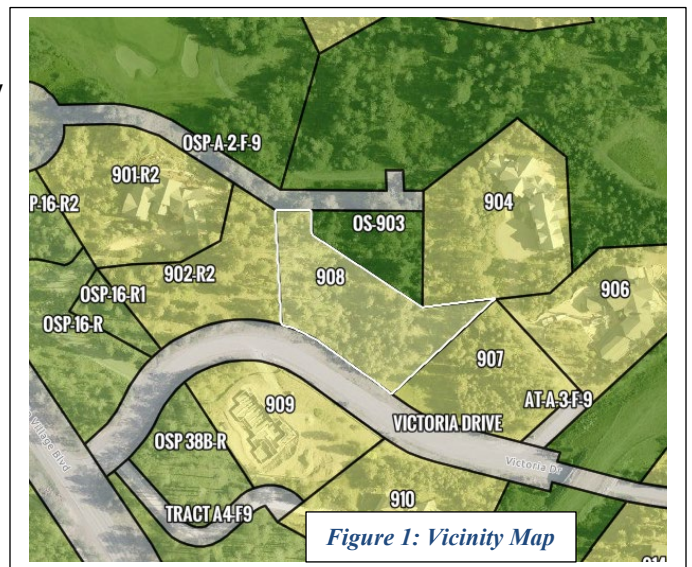 OSP-A-2-F-9
901-R2
P-16-R2
904
OS-903
908
902-R2
906
OSP-16-R1
OSP-16-R
907
909
AT-A-3-F-9
VICTORIA DRIVE
OSP 38B-R
Village Blvd
Victoria Dr
910
TRACT A4-F9
Figure 1: Vicinity Map